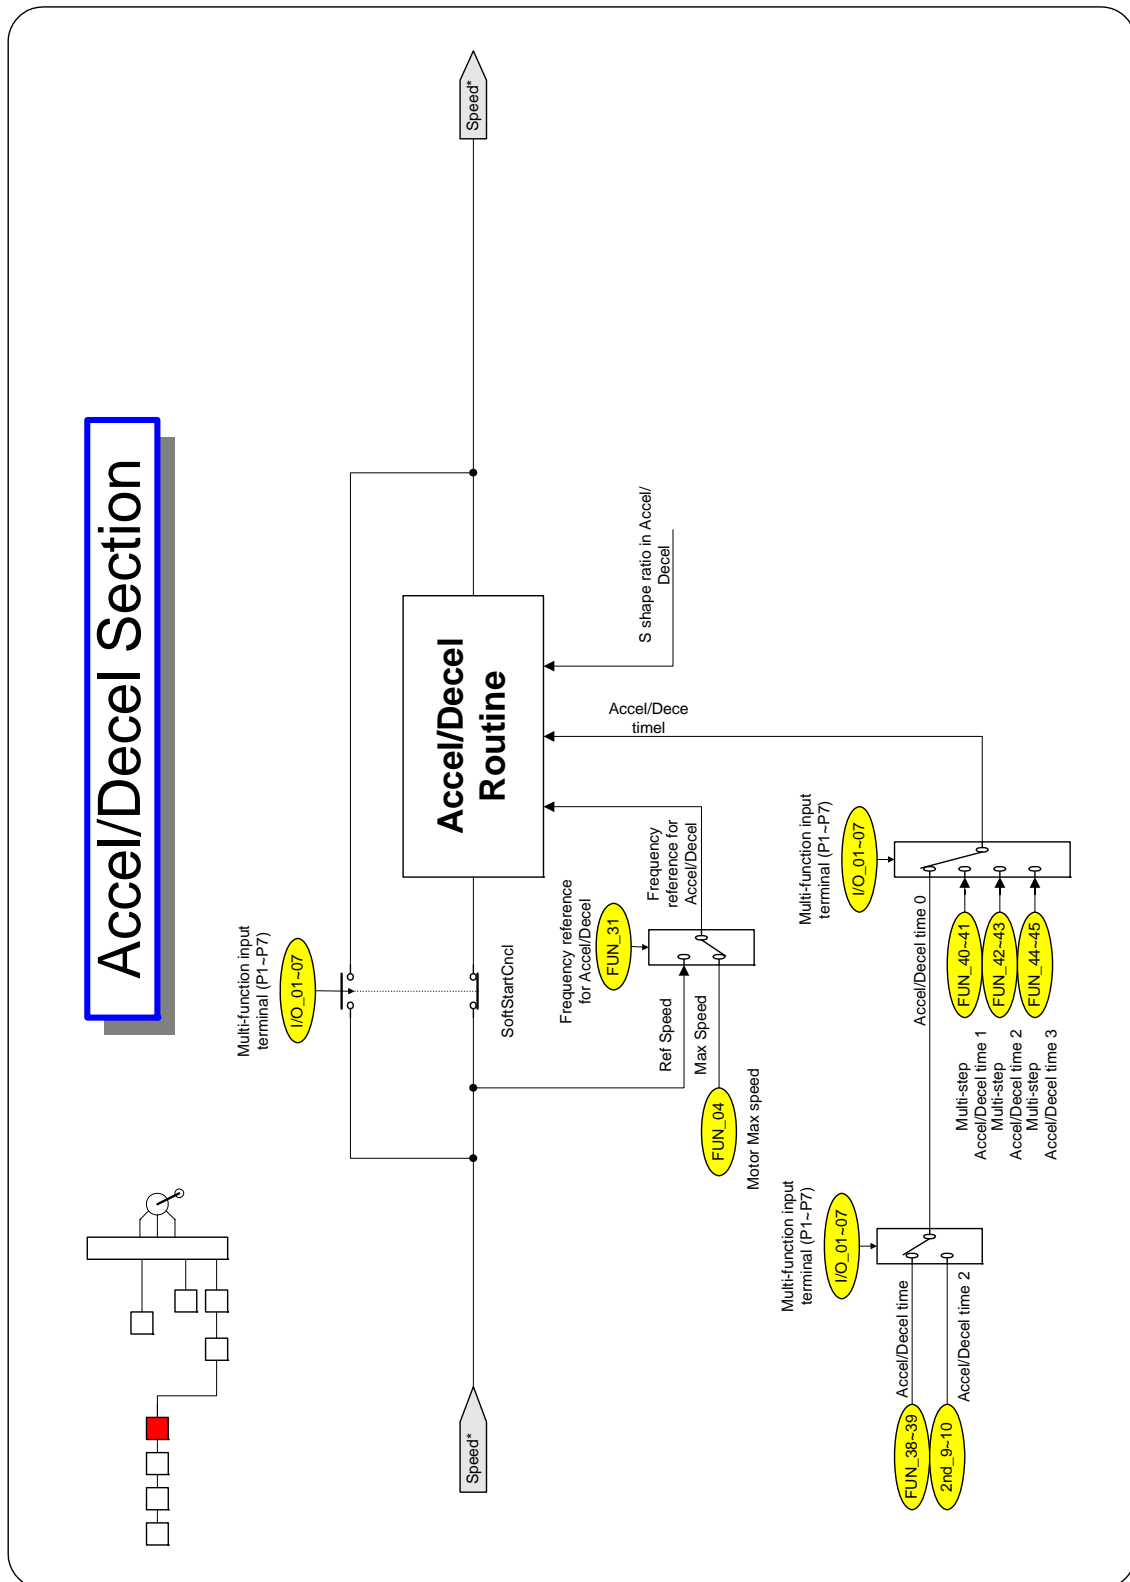 Accel/Decel Section
Multi-function input
terminal (P1~P7)
I/O_01~07
SoftStartCncl
Speed*
Accel/Decel
Routine
Speed*
S shape ratio in Accel/
Decel
Accel/Dece
timel
Frequency
reference for
Accel/Decel
Frequency reference
for Accel/Decel
FUN_31
Ref Speed
Max Speed
FUN_04
Motor Max speed
Multi-function input
terminal (P1~P7)
I/O_01~07
Accel/Decel time 0
FUN_40~41
FUN_42~43
FUN_44~45
Multi-step
Accel/Decel time 1
Multi-step
Accel/Decel time 2
Multi-step
Accel/Decel time 3
Multi-function input
terminal (P1~P7)
I/O_01~07
Accel/Decel time
FUN_38~39
2nd_9~10
Accel/Decel time 2